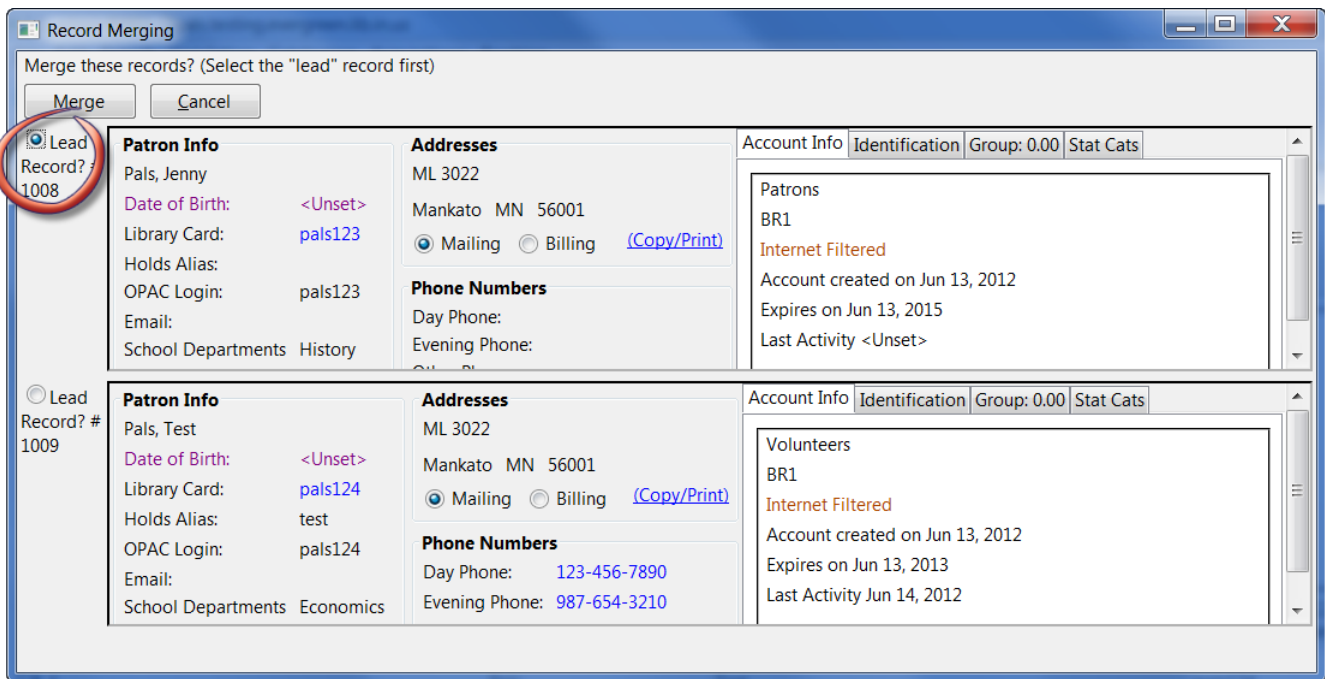 Record Merging
Merge these records? (Select the "lead" record first)
Merge Cancel
Lead
Record? #
1008
Patron Info
Pals, Jenny
Date of Birth: <Unset>
Library Card: pals123
Holds Alias:
OPAC Login: pals123
Email:
School Departments History
Addresses
ML 3022
Mankato MN 56001
Mailing Billing (Copy/Print)
Phone Numbers
Day Phone:
Evening Phone:
Account Info Identification Group: 0.00 Stat Cats
Patrons
BR1
Internet Filtered
Account created on Jun 13, 2012
Expires on Jun 13, 2015
Last Activity <Unset>
Lead
Record? #
1009
Patron Info
Pals, Test
Date of Birth: <Unset>
Library Card: pals124
Holds Alias: test
OPAC Login: pals124
Email:
School Departments Economics
Addresses
ML 3022
Mankato MN 56001
Mailing Billing (Copy/Print)
Phone Numbers
Day Phone: 123-456-7890
Evening Phone: 987-654-3210
Account Info Identification Group: 0.00 Stat Cats
Volunteers
BR1
Internet Filtered
Account created on Jun 13, 2012
Expires on Jun 13, 2013
Last Activity Jun 14, 2012